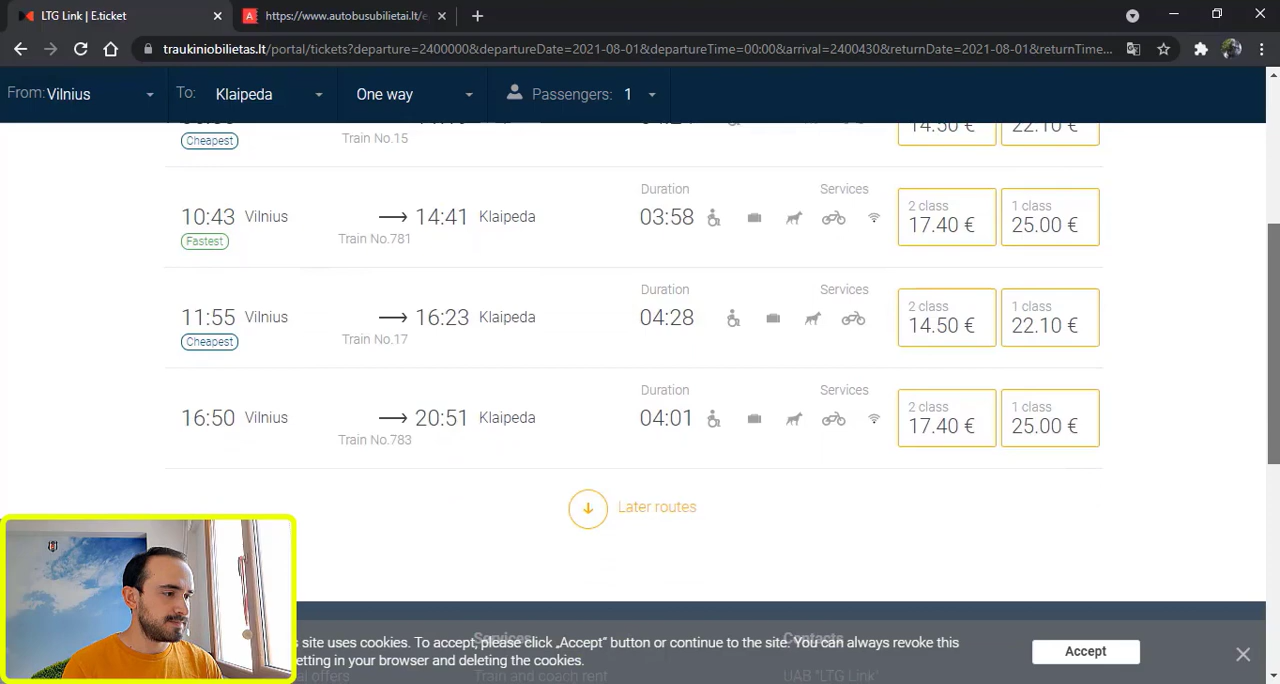 LTG Link | E.ticket
https://www.autobusubilietai.lt/e
traukiniobilietas.lt/portal/tickets?departure=2400000&departureDate=2021-08-01&departureTime=00:00&arrival=2400430&returnDate=2021-08-01&returnTime...
From: Vilnius To: Klaipeda One way Passengers: 1
14.50 € 22.10 €
Cheapest Train No.15
Duration Services 2 class 1 class
10:43 Vilnius 14:41 Klaipeda 03:58 17.40 € 25.00 €
Fastest Train No.781
Duration Services 2 class 1 class
11:55 Vilnius 16:23 Klaipeda 04:28 14.50 € 22.10 €
Cheapest Train No.17
Duration Services 2 class 1 class
16:50 Vilnius 20:51 Klaipeda 04:01 17.40 € 25.00 €
Train No.783
Later routes
Services Contacts
site uses cookies. To accept, please click „Accept" button or continue to the site. You can always revoke this
etting in your browser and deleting the cookies.
Accept
al offers Train and coach rent UAB "LTG Link"